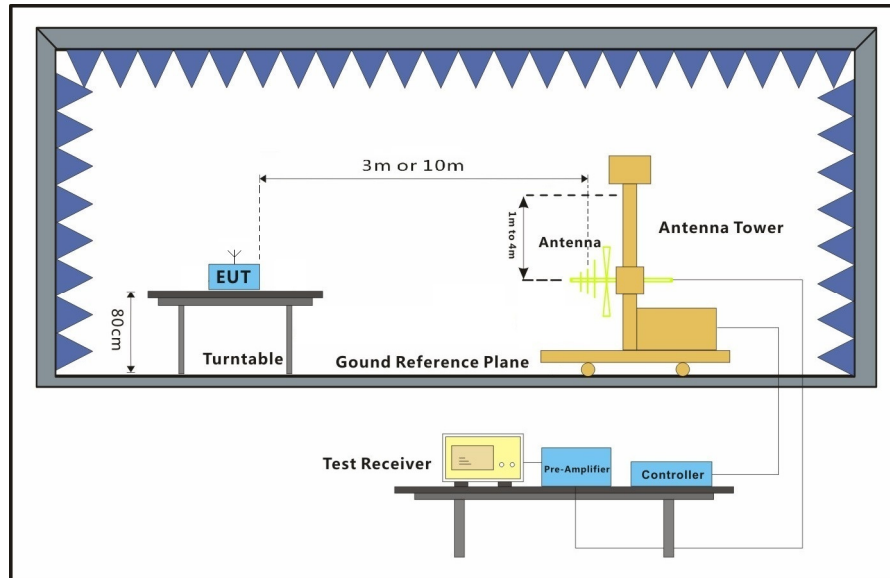 3m or 10m
1m to 4m
Antenna
Antenna Tower
EUT
80cm
Turntable
Gound Reference Plane
Test Receiver
Pre-Amplifier
Controller